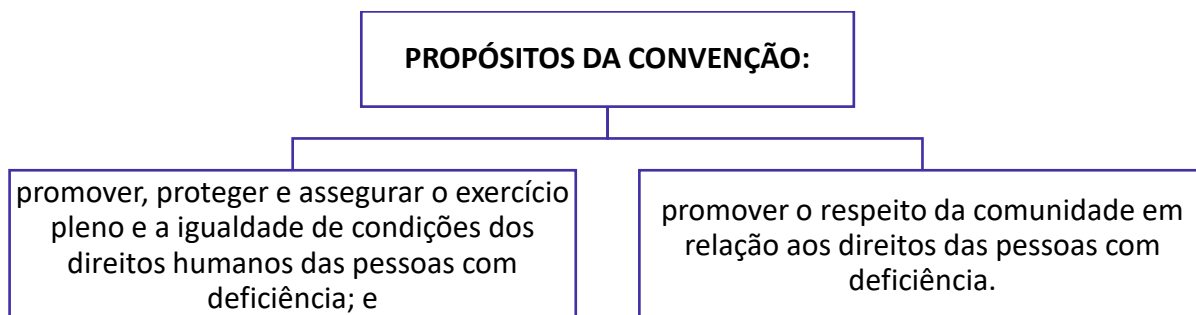 PROPÓSITOS DA CONVENÇÃO:
promover, proteger e assegurar o exercício
pleno e a igualdade de condições dos
direitos humanos das pessoas com
deficiência; e
promover o respeito da comunidade em
relação aos direitos das pessoas com
deficiência.